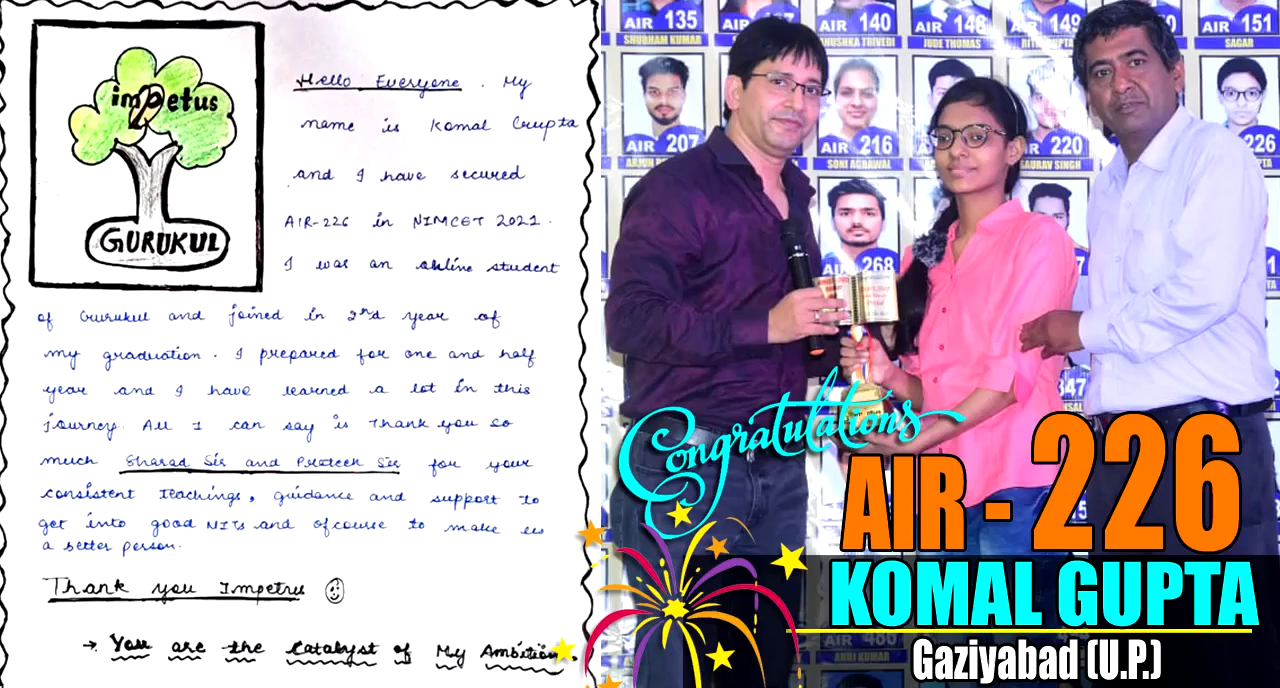 impetus
GURUKUL
Hello Everyone. My
name is Komal Gupta
and I have secured
AIR-226 in NIMCET 2021.
I was an online student
of Gurukul and joined in 2nd year of
my graduation. I prepared for one and half
year and I have learned a lot in this
journey. All I can say is Thank you so
much Sharad Sir and Prateek Sir for your
consistent teachings, guidance and support to
get into good NITs and ofcourse to make us
a better person.
Thank you Impetus
→ You are the Catalyst of My Ambition.
AIR 135
SHUBHAM KUMAR
AIR 140
ANUSHKA TRIVEDI
AIR 148
JUDE THOMAS
AIR 149
AIR 151
SAGAR
AIR 207
AIR 216
SONI AGRAWAL
AIR 220
GAURAV SINGH
226
268
347
Congratulations
AIR - 226
KOMAL GUPTA
AIR 480
ANUJ KUMAR
Gaziyabad (U.P.)